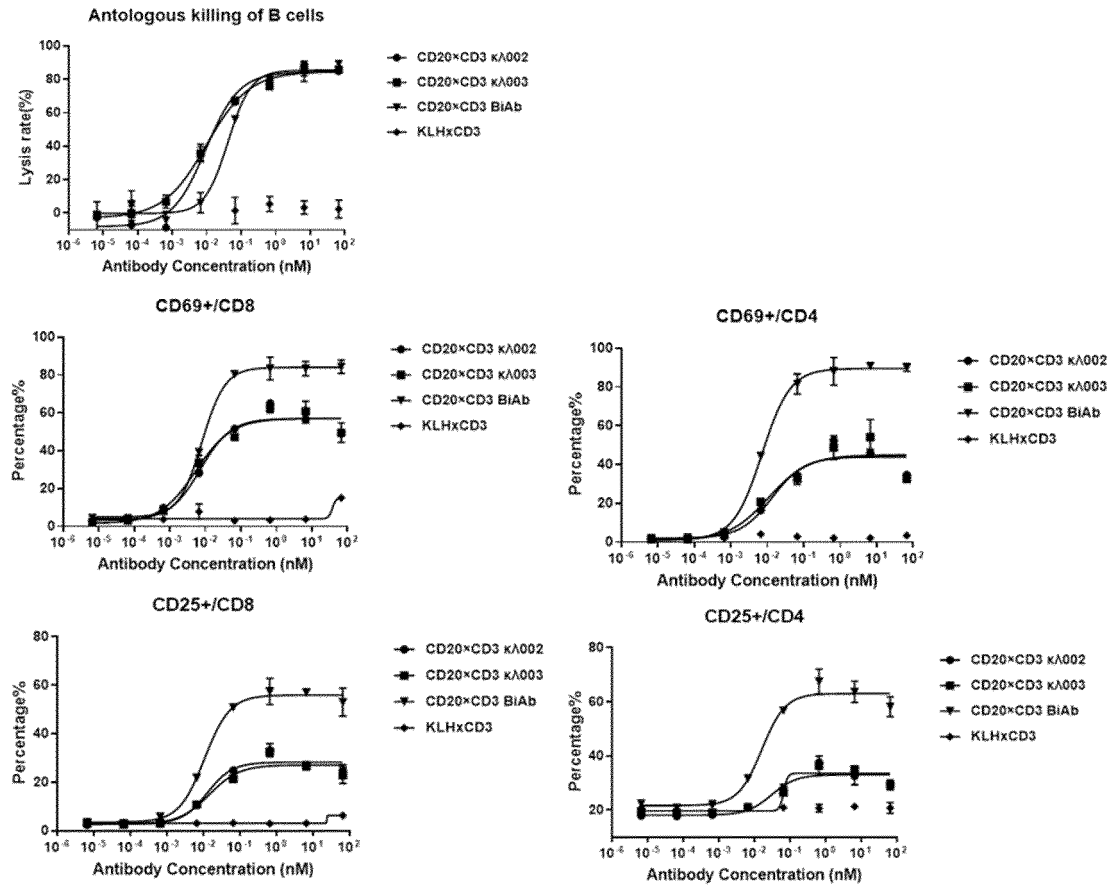 Antologous killing of B cells
100
80
60
40
20
0
Lysis rate(%)
10⁻⁶ 10⁻⁵ 10⁻⁴ 10⁻³ 10⁻² 10⁻¹ 10⁰ 10¹ 10²
Antibody Concentration (nM)
CD20×CD3 κλ002
CD20×CD3 κλ003
CD20×CD3 BiAb
KLHxCD3
CD69+/CD8
100
80
60
40
20
0
Percentage%
10⁻⁶ 10⁻⁵ 10⁻⁴ 10⁻³ 10⁻² 10⁻¹ 10⁰ 10¹ 10²
Antibody Concentration (nM)
CD20×CD3 κλ002
CD20×CD3 κλ003
CD20×CD3 BiAb
KLHxCD3
CD69+/CD4
100
80
60
40
20
0
Percentage%
10⁻⁶ 10⁻⁵ 10⁻⁴ 10⁻³ 10⁻² 10⁻¹ 10⁰ 10¹ 10²
Antibody Concentration (nM)
CD20×CD3 κλ002
CD20×CD3 κλ003
CD20×CD3 BiAb
KLHxCD3
CD25+/CD8
80
60
40
20
0
Percentage%
10⁻⁶ 10⁻⁵ 10⁻⁴ 10⁻³ 10⁻² 10⁻¹ 10⁰ 10¹ 10²
Antibody Concentration (nM)
CD20×CD3 κλ002
CD20×CD3 κλ003
CD20×CD3 BiAb
KLHxCD3
CD25+/CD4
80
60
40
20
Percentage%
10⁻⁶ 10⁻⁵ 10⁻⁴ 10⁻³ 10⁻² 10⁻¹ 10⁰ 10¹ 10²
Antibody Concentration (nM)
CD20×CD3 κλ002
CD20×CD3 κλ003
CD20×CD3 BiAb
KLHxCD3